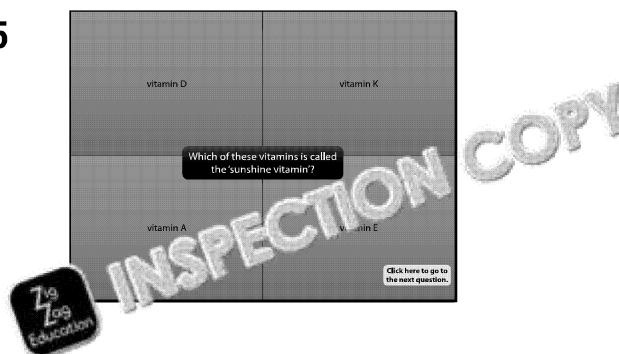 5
vitamin D
vitamin K
Which of these vitamins is called
the 'sunshine vitamin'?
vitamin A
vitamin E
Click here to go to
the next question.
INSPECTION COPY
Zig
Zag
Education